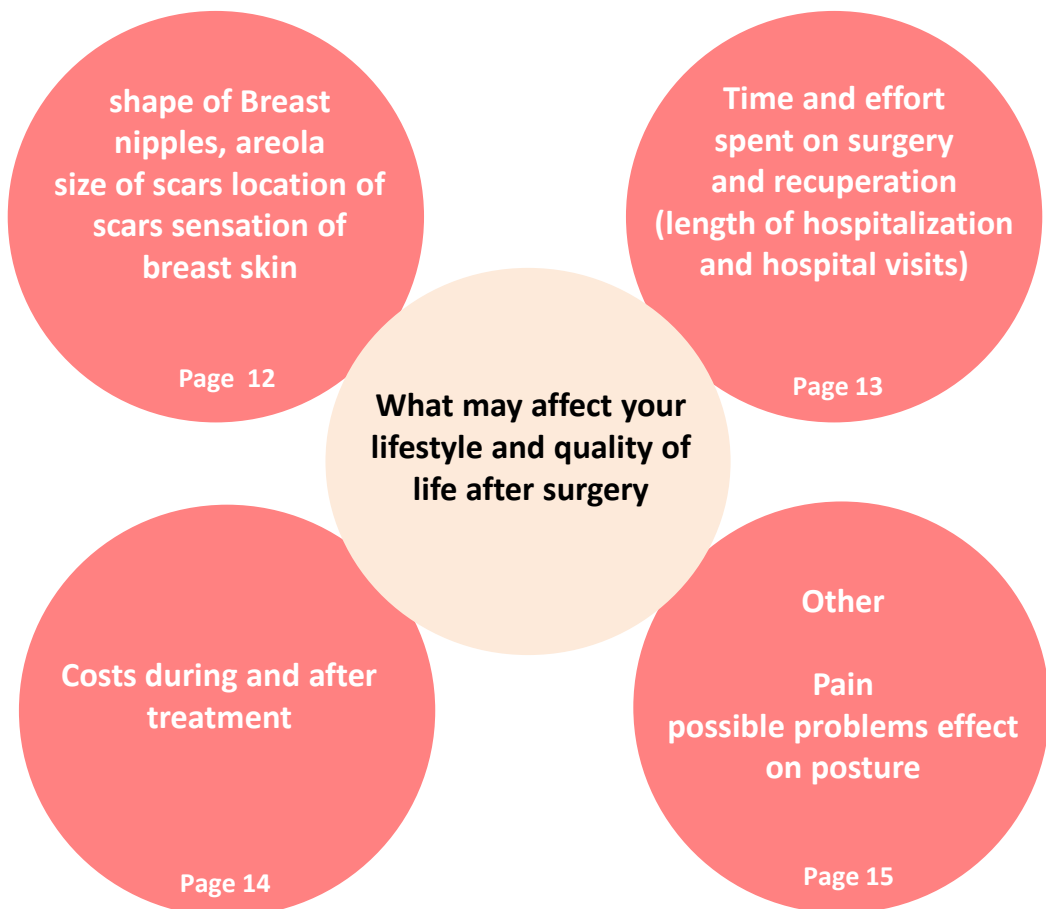 shape of Breast
nipples, areola
size of scars location of
scars sensation of
breast skin
Page 12
Time and effort
spent on surgery
and recuperation
(length of hospitalization
and hospital visits)
Page 13
What may affect your
lifestyle and quality of
life after surgery
Costs during and after
treatment
Page 14
Other
Pain
possible problems effect
on posture
Page 15